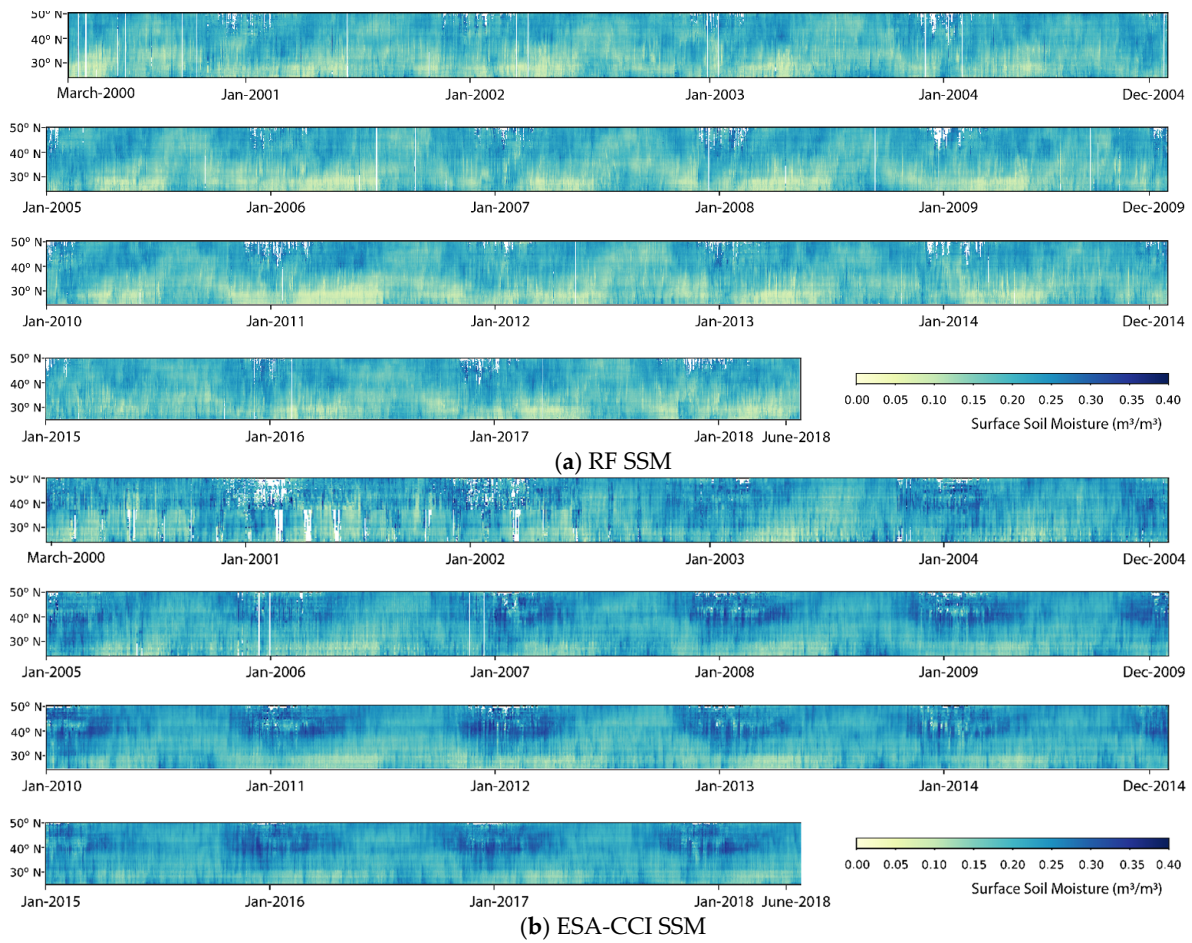 50° N
40° N
30° N
March-2000 Jan-2001 Jan-2002 Jan-2003 Jan-2004 Dec-2004
50° N
40° N
30° N
Jan-2005 Jan-2006 Jan-2007 Jan-2008 Jan-2009 Dec-2009
50° N
40° N
30° N
Jan-2010 Jan-2011 Jan-2012 Jan-2013 Jan-2014 Dec-2014
50° N
40° N
30° N
Jan-2015 Jan-2016 Jan-2017 Jan-2018 June-2018
0.00 0.05 0.10 0.15 0.20 0.25 0.30 0.35 0.40
Surface Soil Moisture (m³/m³)
(a) RF SSM
50° N
40° N
30° N
March-2000 Jan-2001 Jan-2002 Jan-2003 Jan-2004 Dec-2004
50° N
40° N
30° N
Jan-2005 Jan-2006 Jan-2007 Jan-2008 Jan-2009 Dec-2009
50° N
40° N
30° N
Jan-2010 Jan-2011 Jan-2012 Jan-2013 Jan-2014 Dec-2014
50° N
40° N
30° N
Jan-2015 Jan-2016 Jan-2017 Jan-2018 June-2018
0.00 0.05 0.10 0.15 0.20 0.25 0.30 0.35 0.40
Surface Soil Moisture (m³/m³)
(b) ESA-CCI SSM